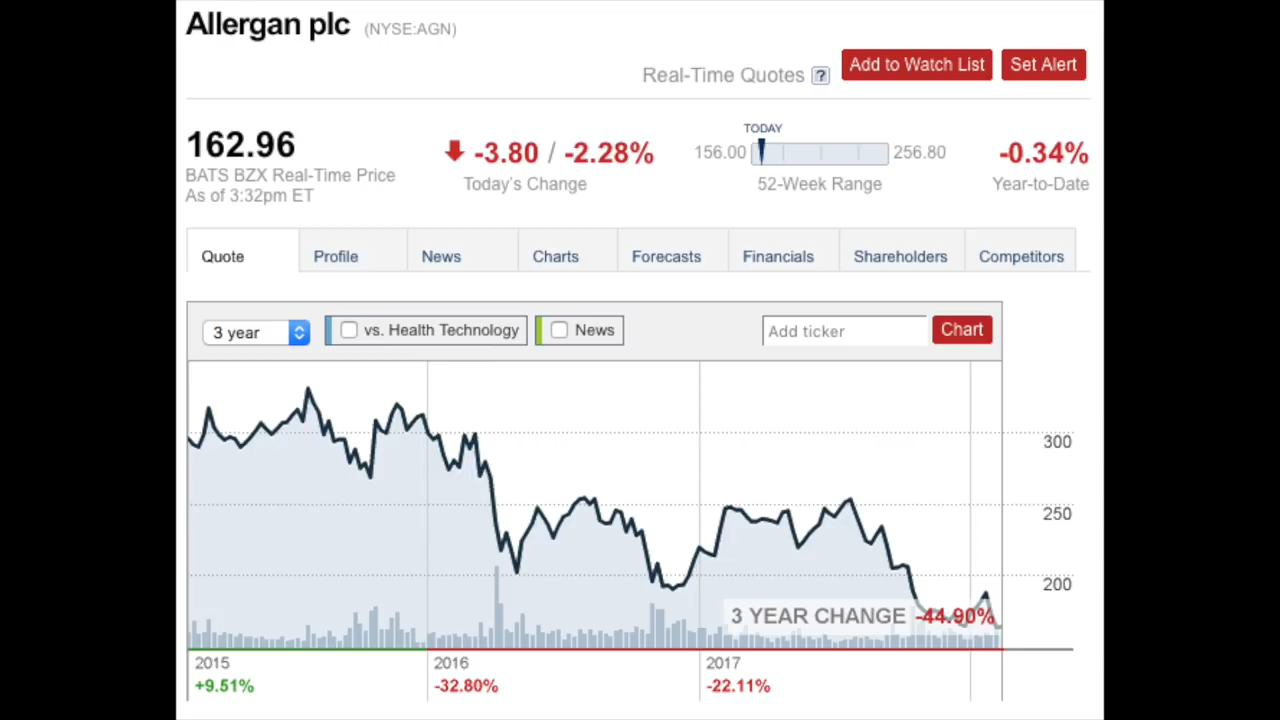 Allergan plc (NYSE:AGN)
Real-Time Quotes ? Add to Watch List Set Alert
TODAY
162.96 -3.80 / -2.28% 156.00 256.80 -0.34%
BATS BZX Real-Time Price Today's Change 52-Week Range Year-to-Date
As of 3:32pm ET
Quote Profile News Charts Forecasts Financials Shareholders Competitors
3 year vs. Health Technology News Add ticker Chart
300
250
200
3 YEAR CHANGE -44.90%
2015 2016 2017
+9.51% -32.80% -22.11%